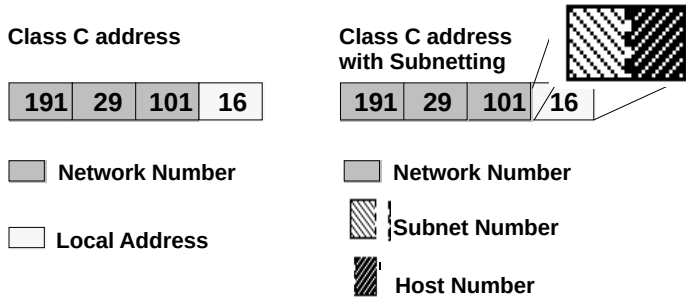 Class C address
191 29 101 16
Network Number
Local Address
Class C address
with Subnetting
191 29 101 16
Network Number
Subnet Number
Host Number